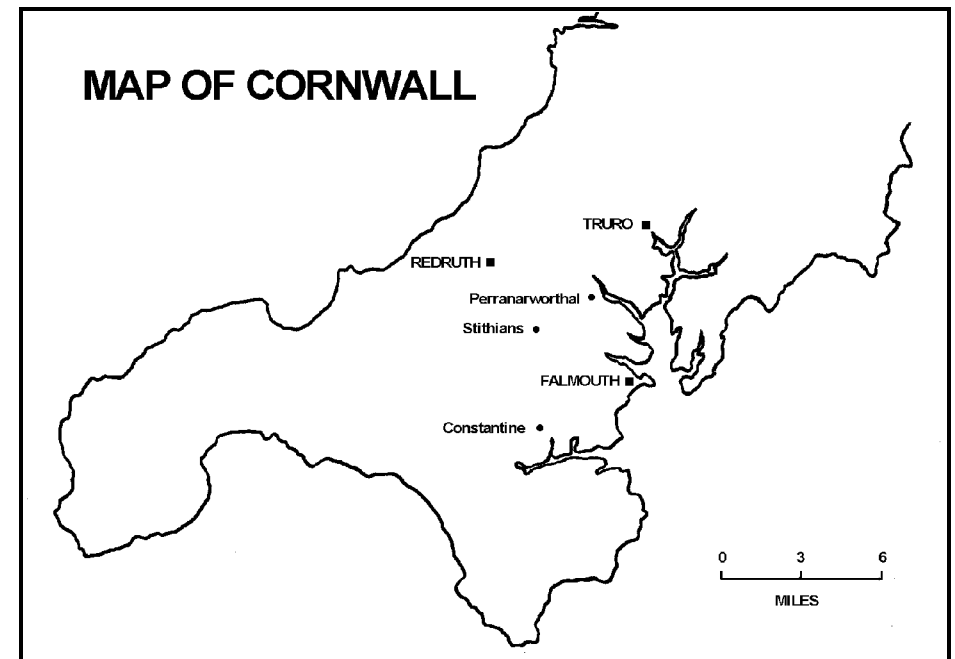 MAP OF CORNWALL
TRURO
REDRUTH
Perranarworthal
Stithians
FALMOUTH
Constantine
0 3 6
MILES